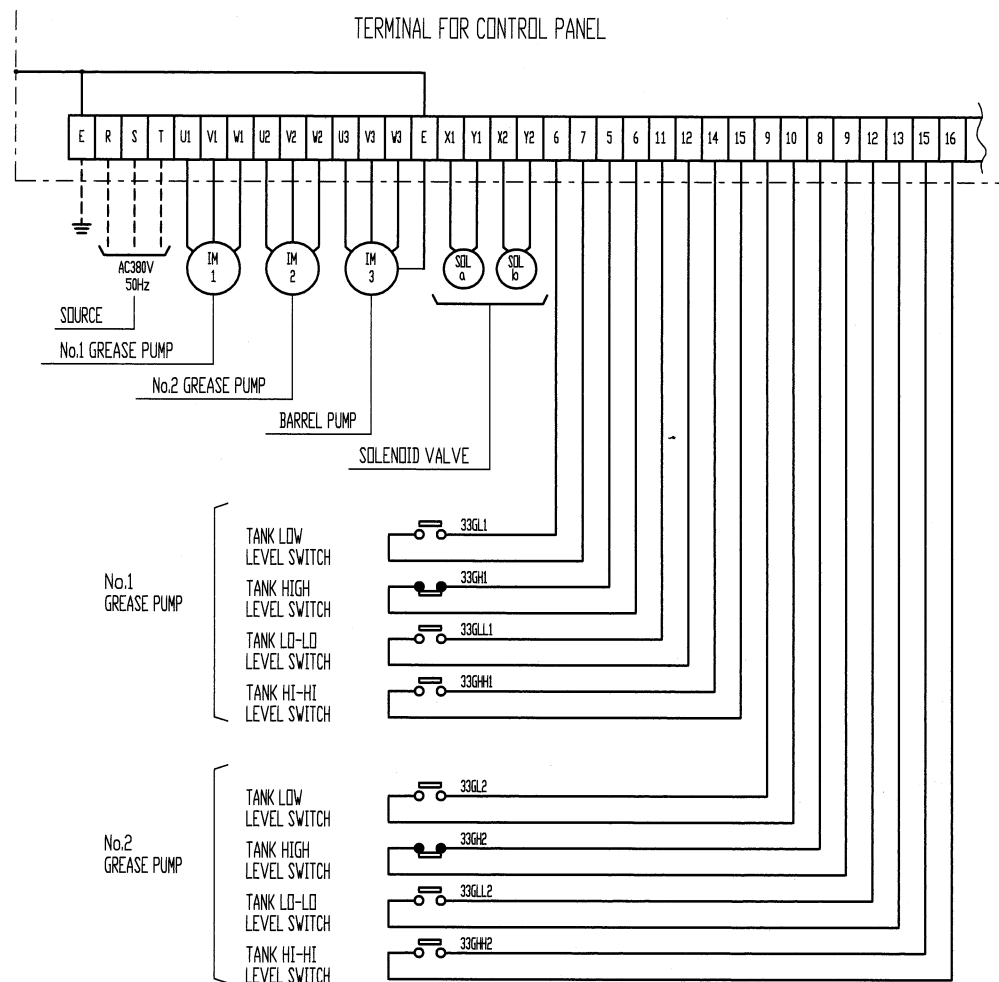 TERMINAL FOR CONTROL PANEL
E R S T U1 V1 W1 U2 V2 W2 U3 V3 W3 E X1 Y1 X2 Y2 6 7 5 6 11 12 14 15 9 10 8 9 12 13 15 16
AC380V
50Hz
IM
1
IM
2
IM
3
SOL
a
SOL
b
SOURCE
No.1 GREASE PUMP
No.2 GREASE PUMP
BARREL PUMP
SOLENOID VALVE
No.1
GREASE PUMP
TANK LOW
LEVEL SWITCH
33GL1
TANK HIGH
LEVEL SWITCH
33GH1
TANK LO-LO
LEVEL SWITCH
33GLL1
TANK HI-HI
LEVEL SWITCH
33GHH1
No.2
GREASE PUMP
TANK LOW
LEVEL SWITCH
33GL2
TANK HIGH
LEVEL SWITCH
33GH2
TANK LO-LO
LEVEL SWITCH
33GLL2
TANK HI-HI
LEVEL SWITCH
33GHH2